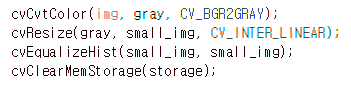 cvCvtColor(img, gray, CV_BGR2GRAY);
cvResize(gray, small_img, CV_INTER_LINEAR);
cvEqualizeHist(small_img, small_img);
cvClearMemStorage(storage);